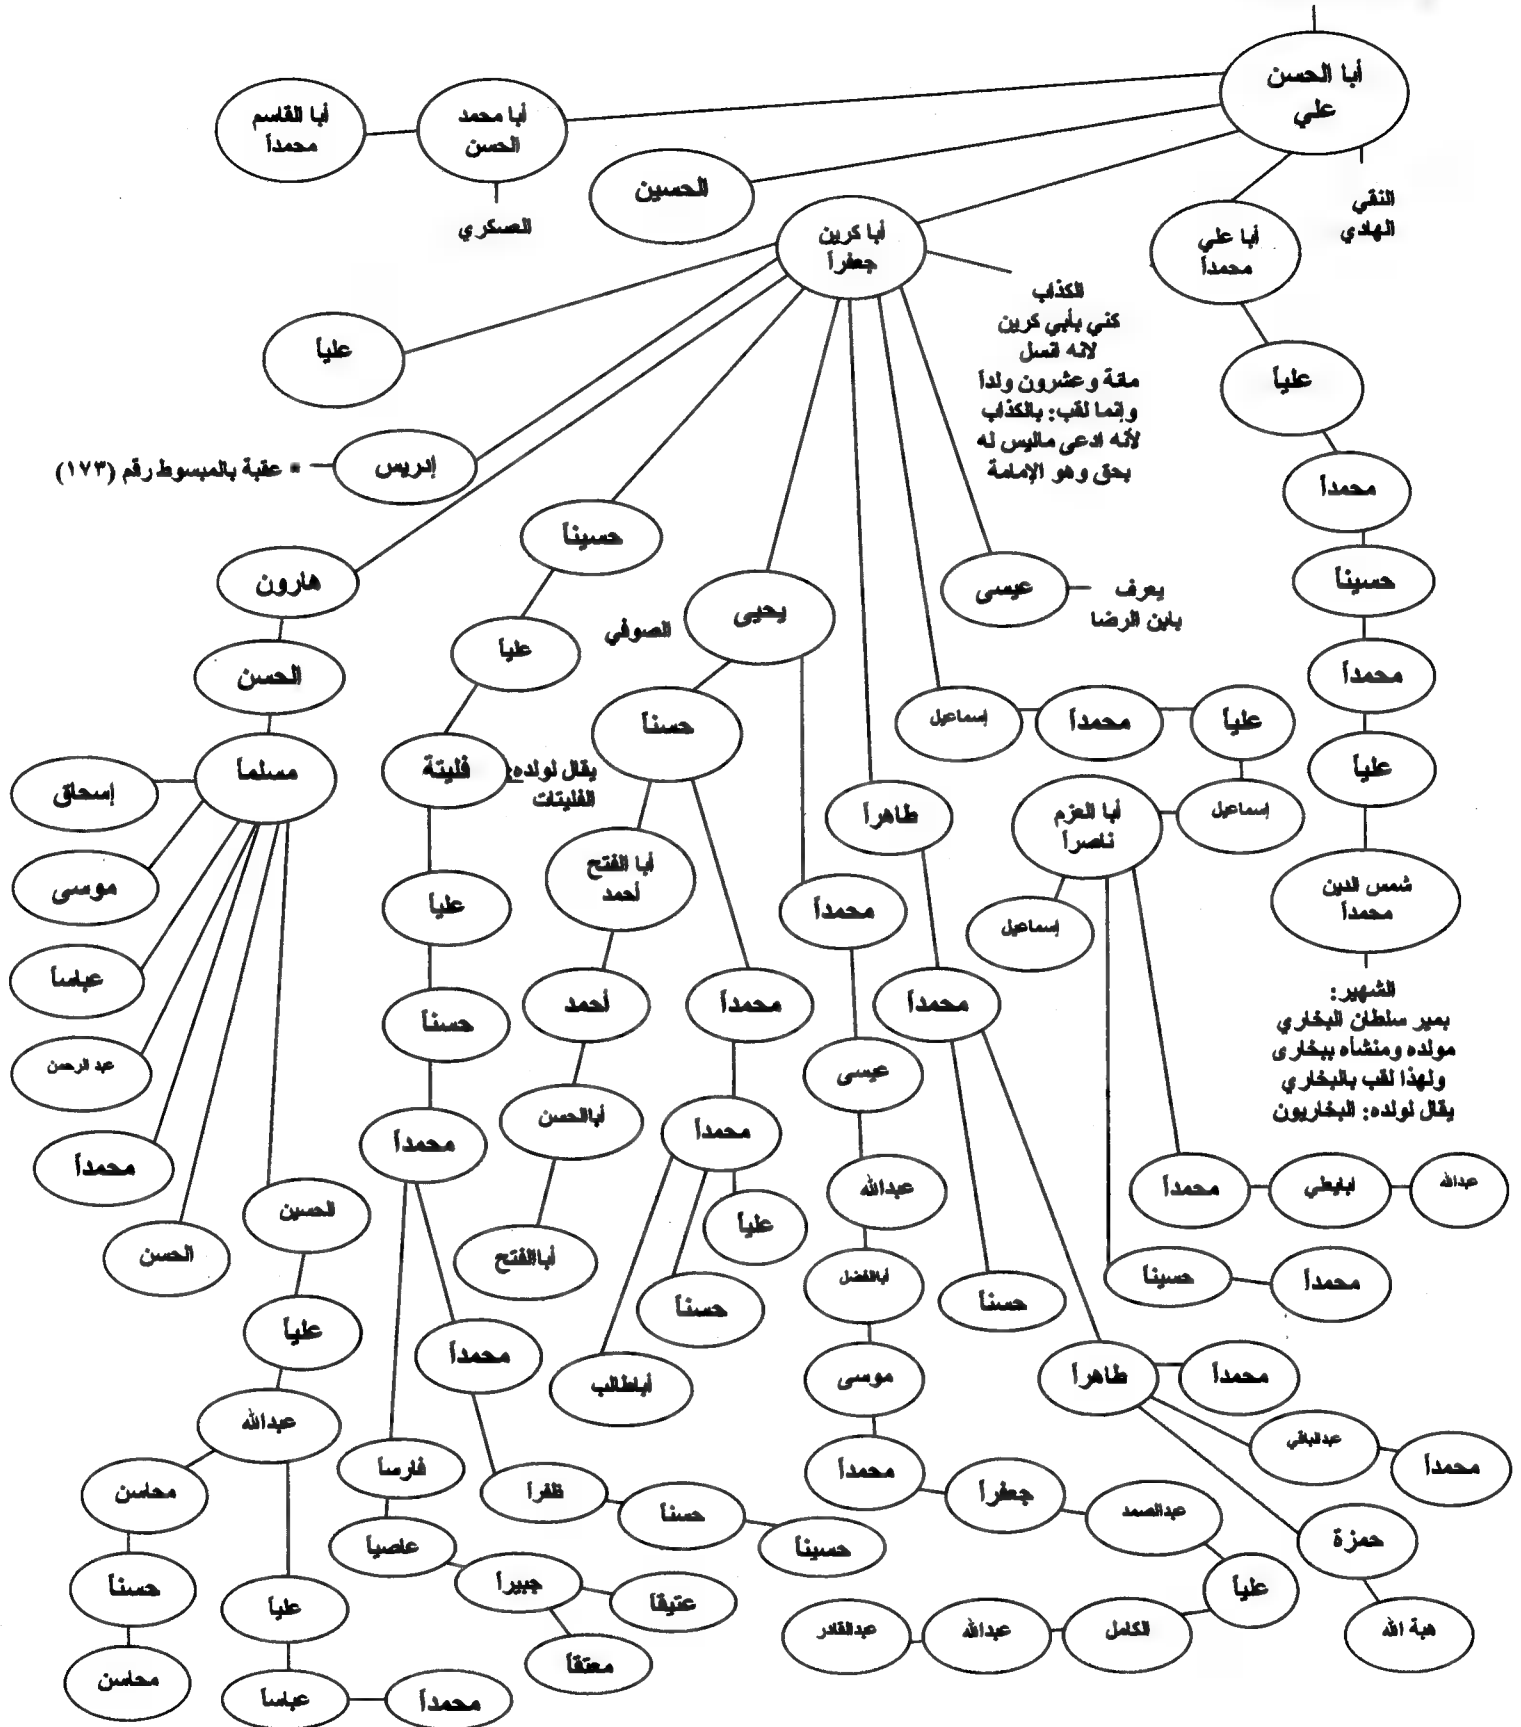 أبا الحسن
علي
النقي
الهادي
أبا محمد
الحسن
العسكري
أبا القاسم
محمداً
الحسين
أبا كرين
جعفراً
الكذاب
كني بأبي كرين
لانه انسل
مائة وعشرون ولداً
وإنما لقب: بالكذاب
لأنه ادعى ماليس له
بحق وهو الإمامة
أبا علي
محمداً
علياً
محمداً
حسيناً
محمداً
علياً
شمس الدين
محمداً
الشهير:
بمير سلطان البخاري
مولده ومنشأه ببخارى
ولهذا لقب بالبخاري
يقال لولده: البخاريون
علياً
إدريس
* عقبة بالمبسوط رقم (١٧٣)
هارون
الحسن
مسلماً
إسحاق
موسى
عباساً
عبد الرحمن
محمداً
الحسن
الحسين
علياً
عبدالله
محاسن
حسناً
محاسن
علياً
عباساً
محمداً
حسيناً
علياً
فليتة
يقال لولده:
الفليتات
علياً
حسناً
محمداً
فارساً
عاصياً
جبيراً
عتيقاً
معتقاً
محمداً
ظفراً
حسناً
حسيناً
يحيى
الصوفي
حسناً
أبا الفتح
أحمد
أحمد
أباالحسن
أباالفتح
محمداً
محمداً
علياً
حسناً
أباطالب
محمداً
عيسى
عبدالله
أباالفضل
موسى
محمداً
جعفراً
عبدالصمد
علياً
الكامل
عبدالله
عبدالقادر
طاهراً
محمداً
حسناً
طاهراً
محمداً
عبدالباقي
محمداً
حمزة
هبة الله
إسماعيل
محمداً
علياً
إسماعيل
أبا العزم
ناصراً
إسماعيل
محمداً
ابايعلي
عبدالله
حسيناً
محمداً
عيسى
يعرف
بابن الرضا